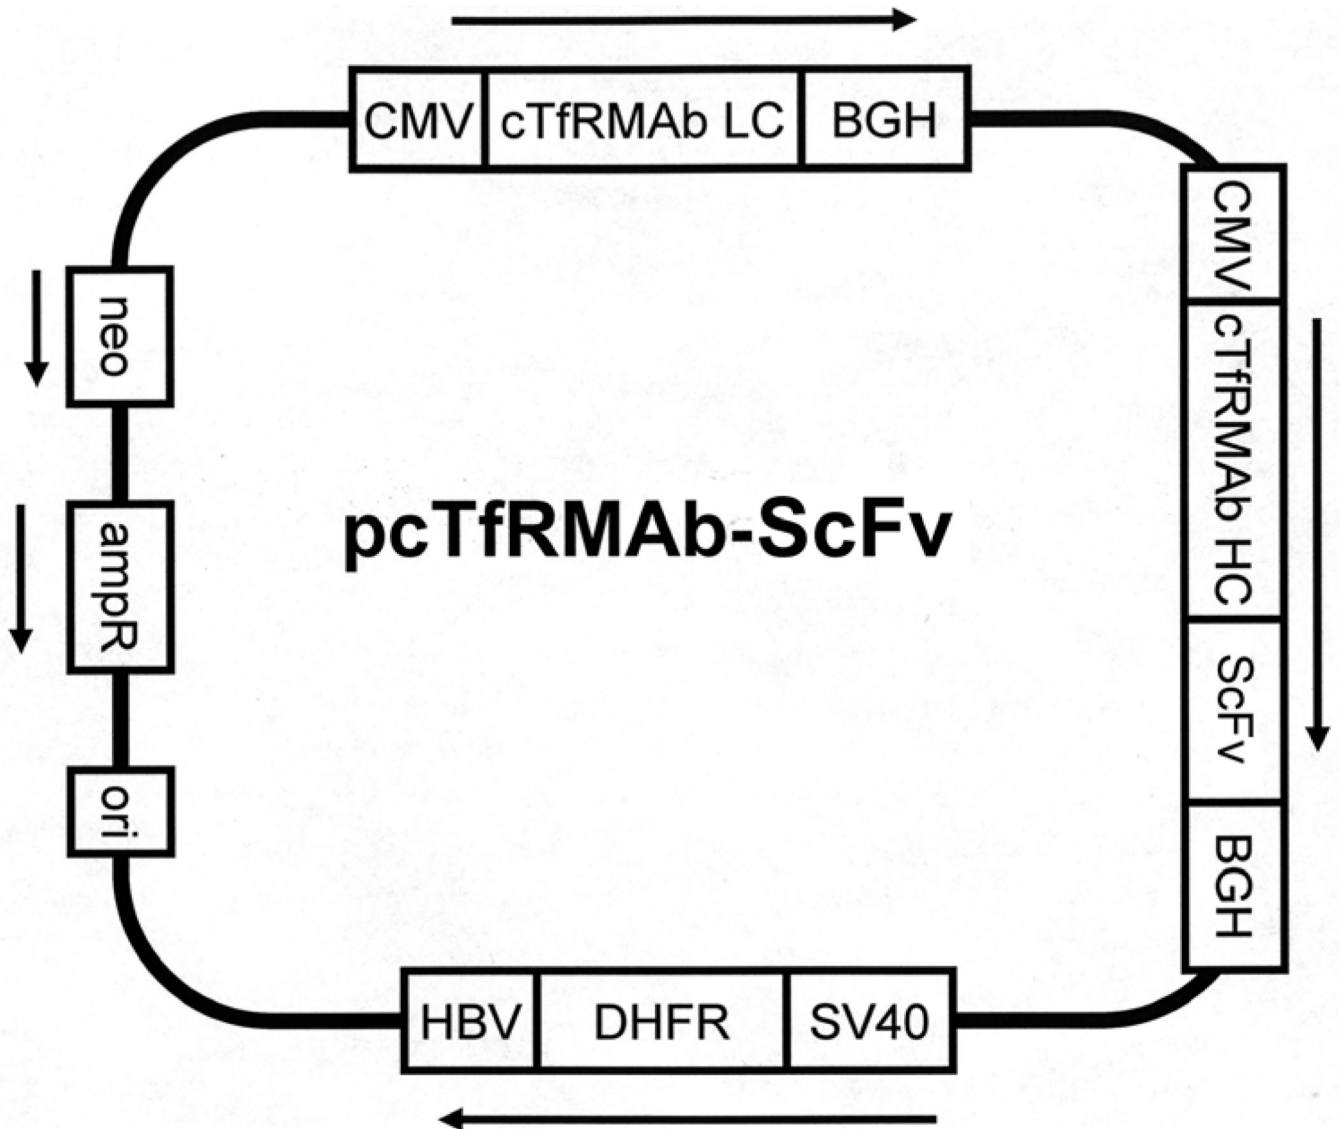 CMV cTfRMAb LC BGH
CMV cTfRMAb HC ScFv BGH
neo
ampR
ori
pcTfRMAb-ScFv
HBV DHFR SV40